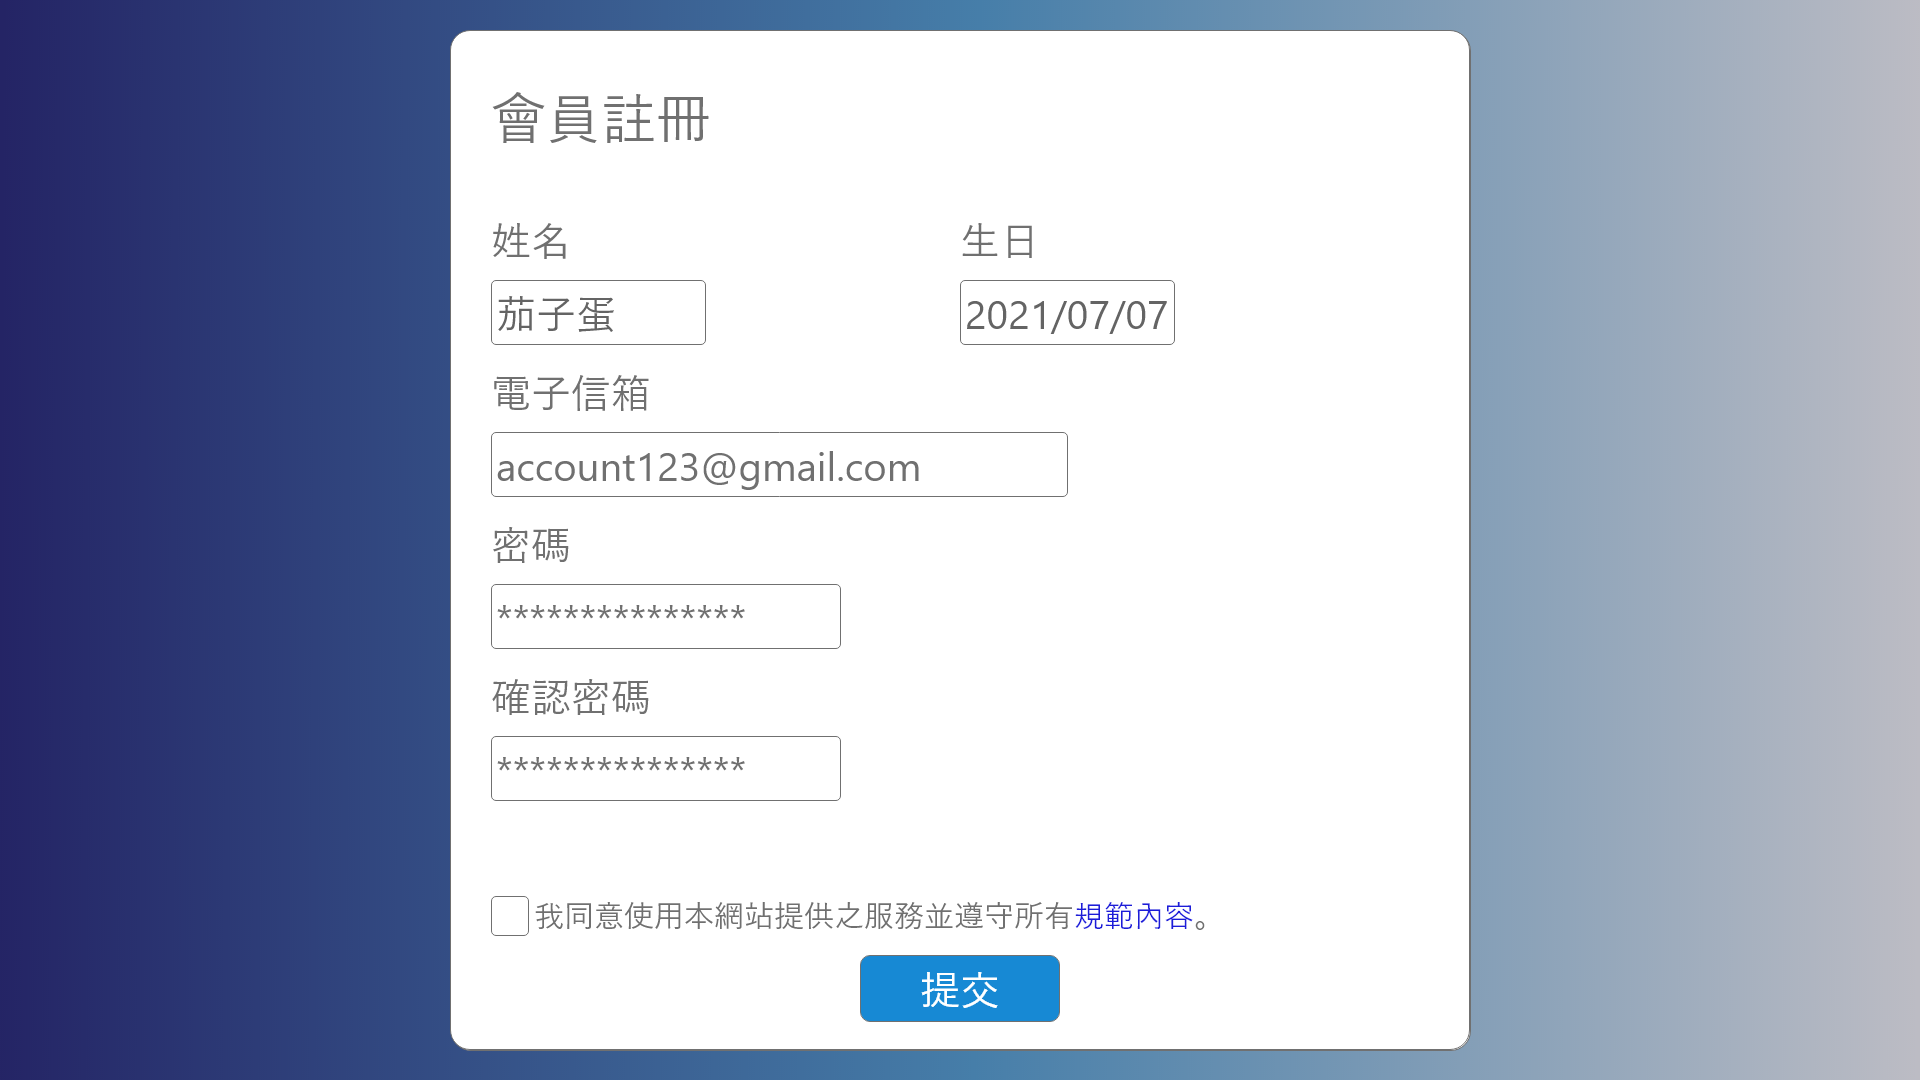 會員註冊
姓名
生日
茄子蛋
2021/07/07
電子信箱
account123@gmail.com
密碼
***************
確認密碼
***************
我同意使用本網站提供之服務並遵守所有規範內容。
提交